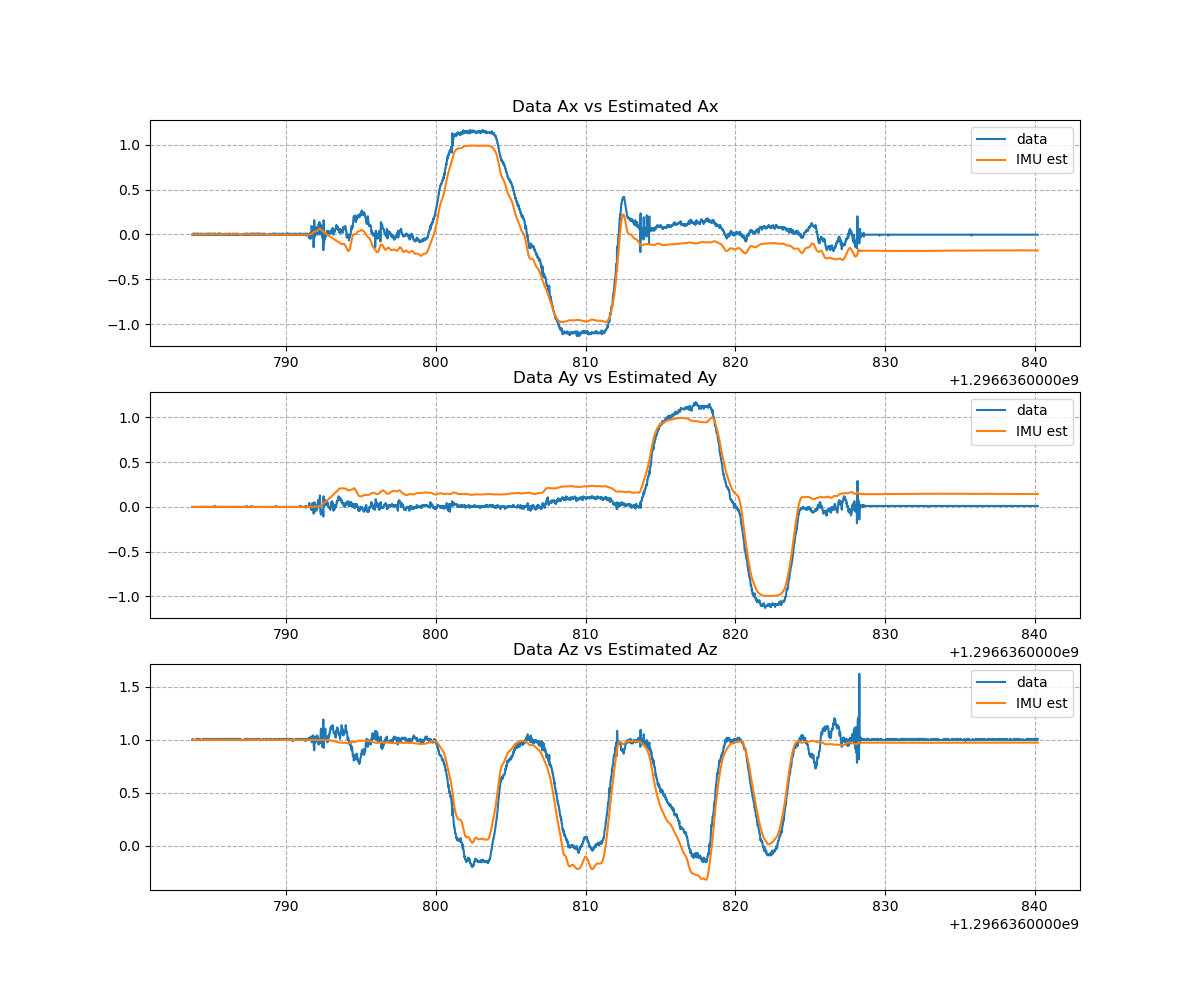 Data Ax vs Estimated Ax
1.0
0.5
0.0
−0.5
−1.0
data
IMU est
790 800 810 820 830 840
+1.2966360000e9
Data Ay vs Estimated Ay
1.0
0.5
0.0
−0.5
−1.0
data
IMU est
790 800 810 820 830 840
+1.2966360000e9
Data Az vs Estimated Az
1.5
1.0
0.5
0.0
data
IMU est
790 800 810 820 830 840
+1.2966360000e9